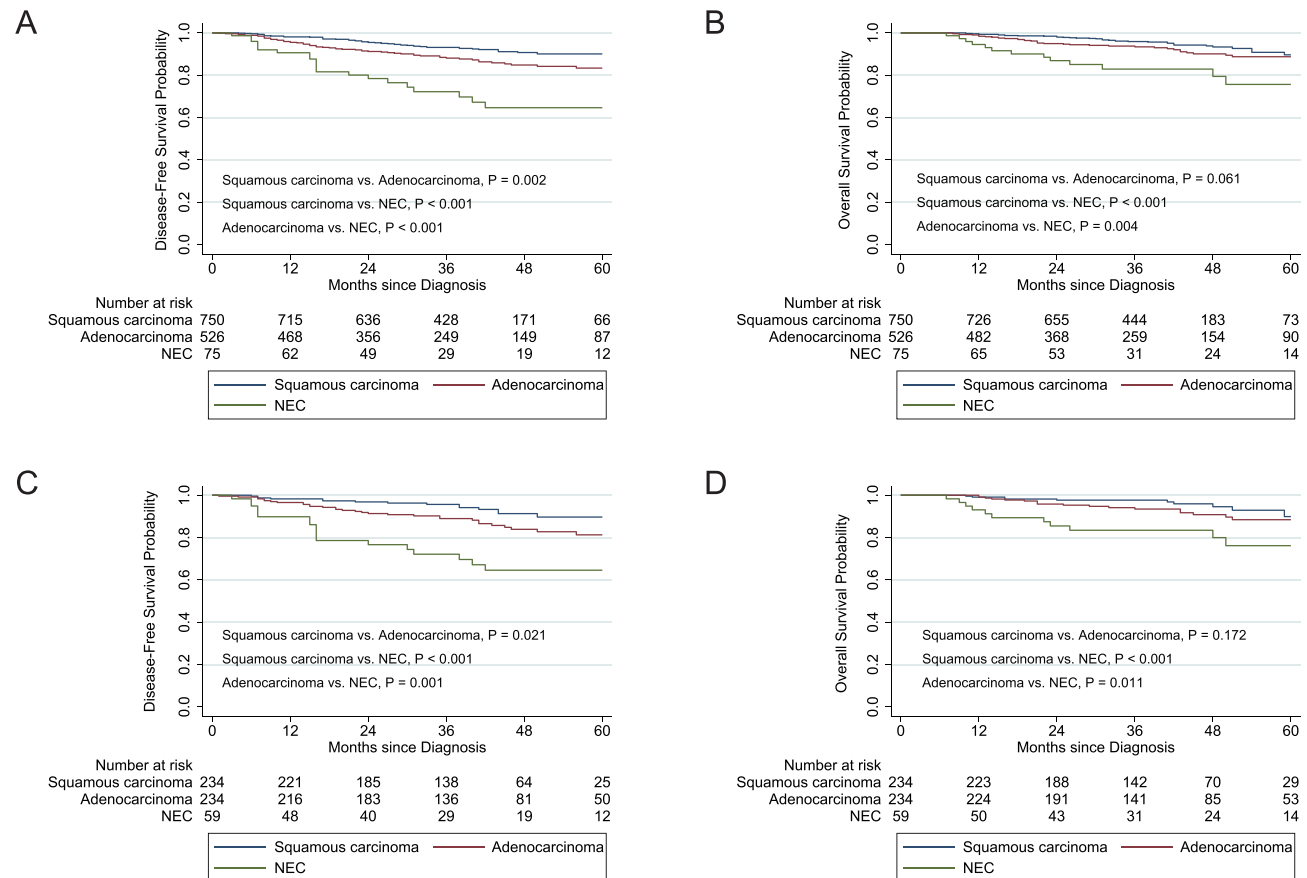 A
Disease-Free Survival Probability
1.0
0.8
0.6
0.4
0.2
0.0
Squamous carcinoma vs. Adenocarcinoma, P = 0.002
Squamous carcinoma vs. NEC, P < 0.001
Adenocarcinoma vs. NEC, P < 0.001
0 12 24 36 48 60
Months since Diagnosis
Number at risk
Squamous carcinoma 750 715 636 428 171 66
Adenocarcinoma 526 468 356 249 149 87
NEC 75 62 49 29 19 12
Squamous carcinoma Adenocarcinoma
NEC
B
Overall Survival Probability
1.0
0.8
0.6
0.4
0.2
0.0
Squamous carcinoma vs. Adenocarcinoma, P = 0.061
Squamous carcinoma vs. NEC, P < 0.001
Adenocarcinoma vs. NEC, P = 0.004
0 12 24 36 48 60
Months since Diagnosis
Number at risk
Squamous carcinoma 750 726 655 444 183 73
Adenocarcinoma 526 482 368 259 154 90
NEC 75 65 53 31 24 14
Squamous carcinoma Adenocarcinoma
NEC
C
Disease-Free Survival Probability
1.0
0.8
0.6
0.4
0.2
0.0
Squamous carcinoma vs. Adenocarcinoma, P = 0.021
Squamous carcinoma vs. NEC, P < 0.001
Adenocarcinoma vs. NEC, P = 0.001
0 12 24 36 48 60
Months since Diagnosis
Number at risk
Squamous carcinoma 234 221 185 138 64 25
Adenocarcinoma 234 216 183 136 81 50
NEC 59 48 40 29 19 12
Squamous carcinoma Adenocarcinoma
NEC
D
Overall Survival Probability
1.0
0.8
0.6
0.4
0.2
0.0
Squamous carcinoma vs. Adenocarcinoma, P = 0.172
Squamous carcinoma vs. NEC, P < 0.001
Adenocarcinoma vs. NEC, P = 0.011
0 12 24 36 48 60
Months since Diagnosis
Number at risk
Squamous carcinoma 234 223 188 142 70 29
Adenocarcinoma 234 224 191 141 85 53
NEC 59 50 43 31 24 14
Squamous carcinoma Adenocarcinoma
NEC